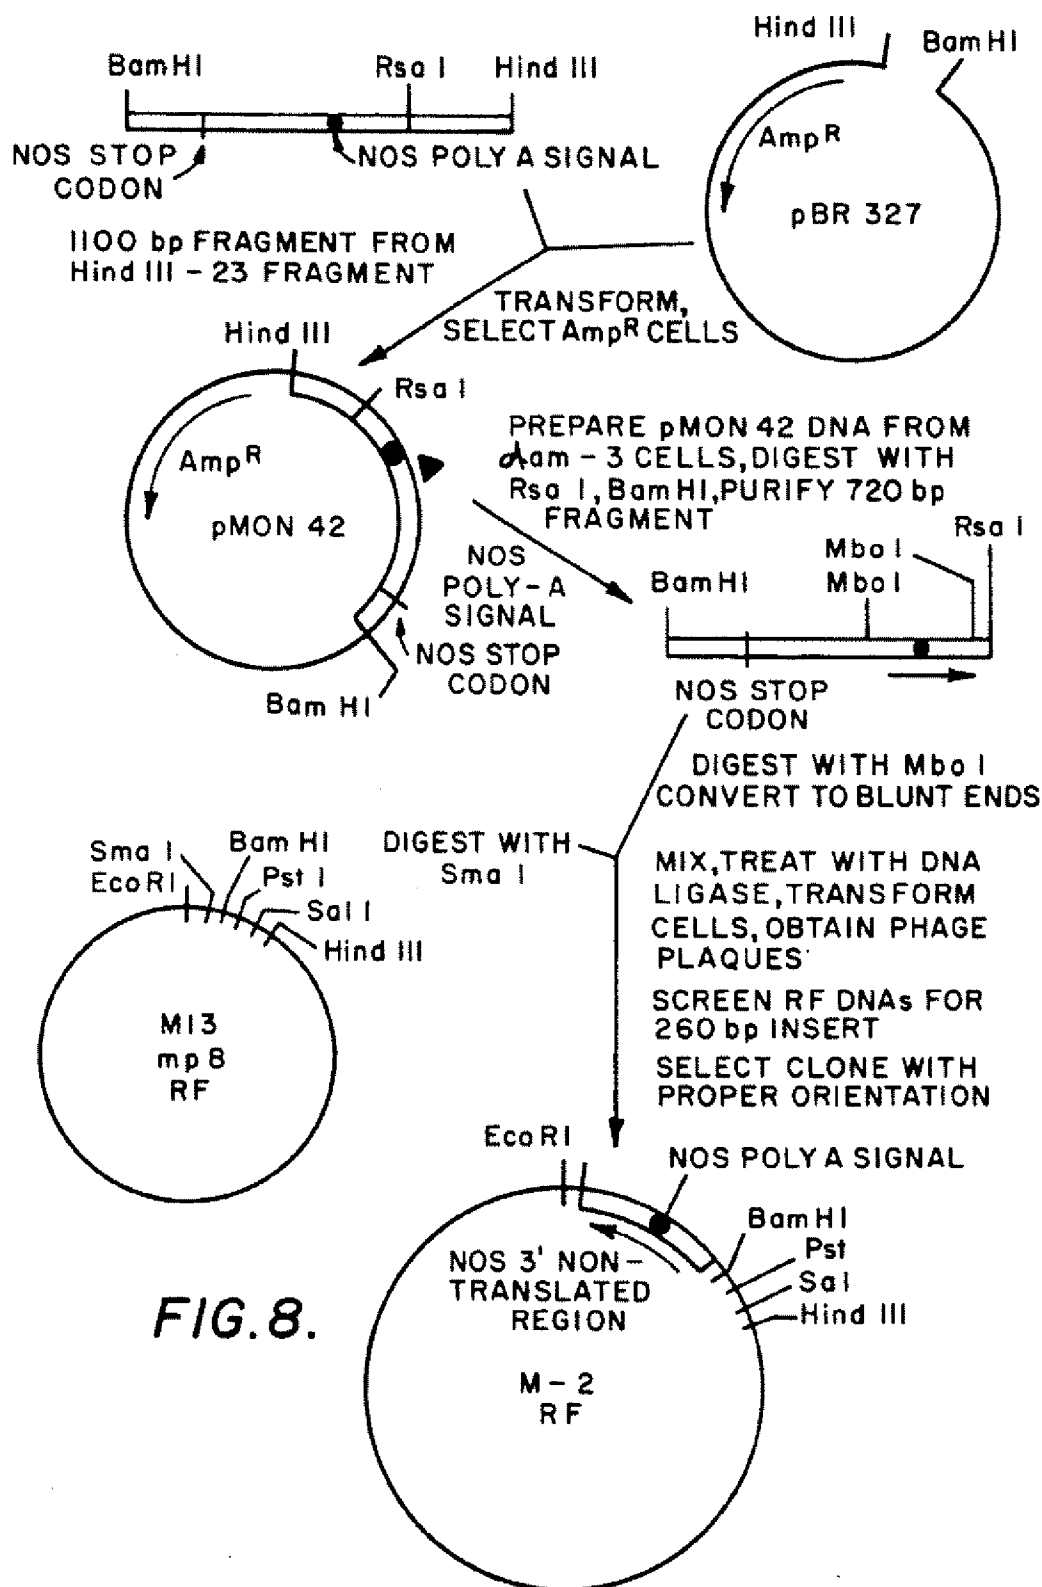 Hind III
BamHI
BamHI
Rsa I
Hind III
NOS STOP
CODON
NOS POLY A SIGNAL
AmpR
pBR 327
1100 bp FRAGMENT FROM
Hind III - 23 FRAGMENT
TRANSFORM,
SELECT AmpR CELLS
Hind III
Rsa I
AmpR
pMON 42
NOS
POLY-A
SIGNAL
NOS STOP
CODON
Bam HI
PREPARE pMON 42 DNA FROM
dam - 3 CELLS, DIGEST WITH
Rsa I, BamHI, PURIFY 720 bp
FRAGMENT
Rsa I
Mbo I
BamHI
Mbo I
NOS STOP
CODON
DIGEST WITH Mbo I
CONVERT TO BLUNT ENDS
DIGEST WITH
Sma I
MIX, TREAT WITH DNA
LIGASE, TRANSFORM
CELLS, OBTAIN PHAGE
PLAQUES
SCREEN RF DNAs FOR
260 bp INSERT
SELECT CLONE WITH
PROPER ORIENTATION
Sma I
EcoRI
BamHI
Pst I
Sal I
Hind III
M13
mp 8
RF
EcoRI
NOS POLY A SIGNAL
BamHI
Pst
Sal
Hind III
NOS 3' NON-
TRANSLATED
REGION
M-2
RF
FIG. 8.